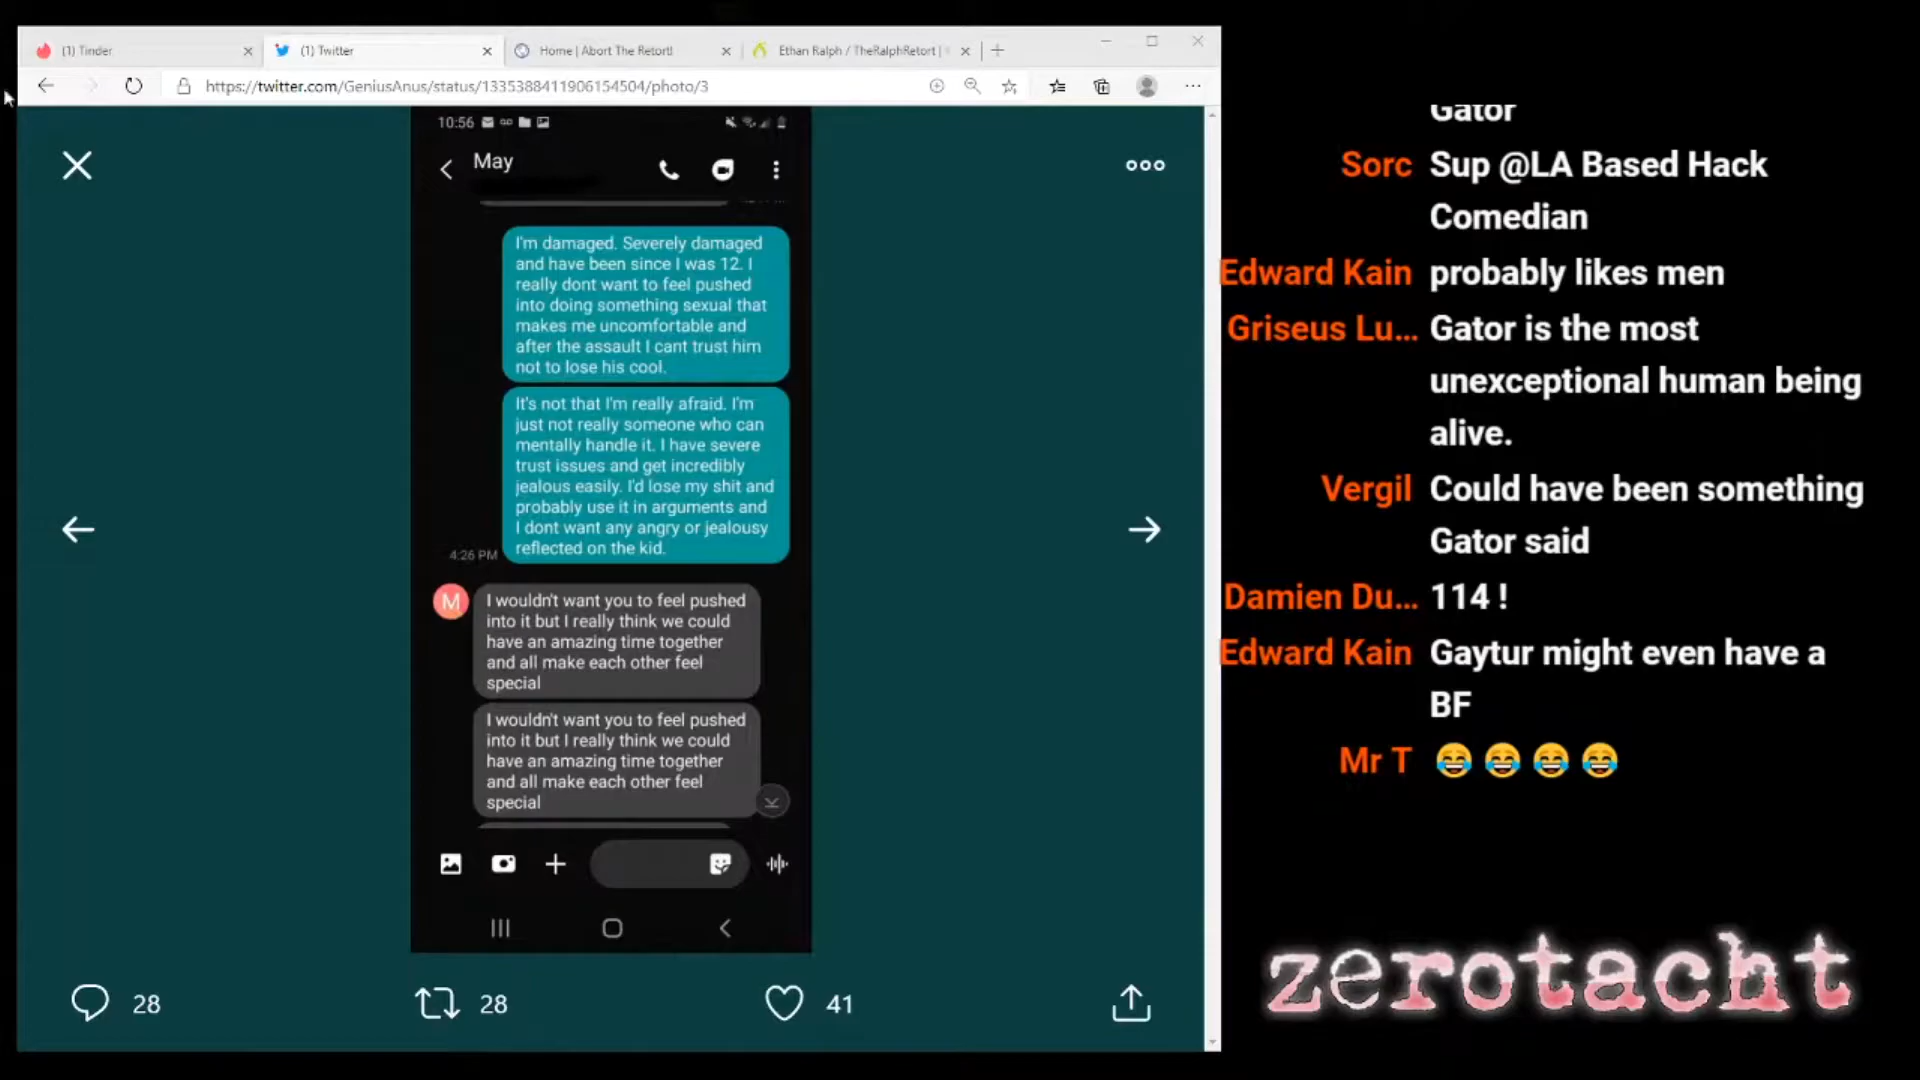 (1) Tinder
(1) Twitter
Home | Abort The Retort!
Ethan Ralph / TheRalphRetort |
https://twitter.com/GeniusAnus/status/1335388411906154504/photo/3
10:56
May
I'm damaged. Severely damaged
and have been since I was 12. I
really dont want to feel pushed
into doing something sexual that
makes me uncomfortable and
after the assault I cant trust him
not to lose his cool.
It's not that I'm really afraid. I'm
just not really someone who can
mentally handle it. I have severe
trust issues and get incredibly
jealous easily. I'd lose my shit and
probably use it in arguments and
I dont want any angry or jealousy
reflected on the kid.
4:26 PM
M
I wouldn't want you to feel pushed
into it but I really think we could
have an amazing time together
and all make each other feel
special
I wouldn't want you to feel pushed
into it but I really think we could
have an amazing time together
and all make each other feel
special
28
28
41
Gator
Sorc Sup @LA Based Hack
Comedian
Edward Kain probably likes men
Griseus Lu... Gator is the most
unexceptional human being
alive.
Vergil Could have been something
Gator said
Damien Du... 114 !
Edward Kain Gaytur might even have a
BF
Mr T 😂 😂 😂 😂
zerotacht